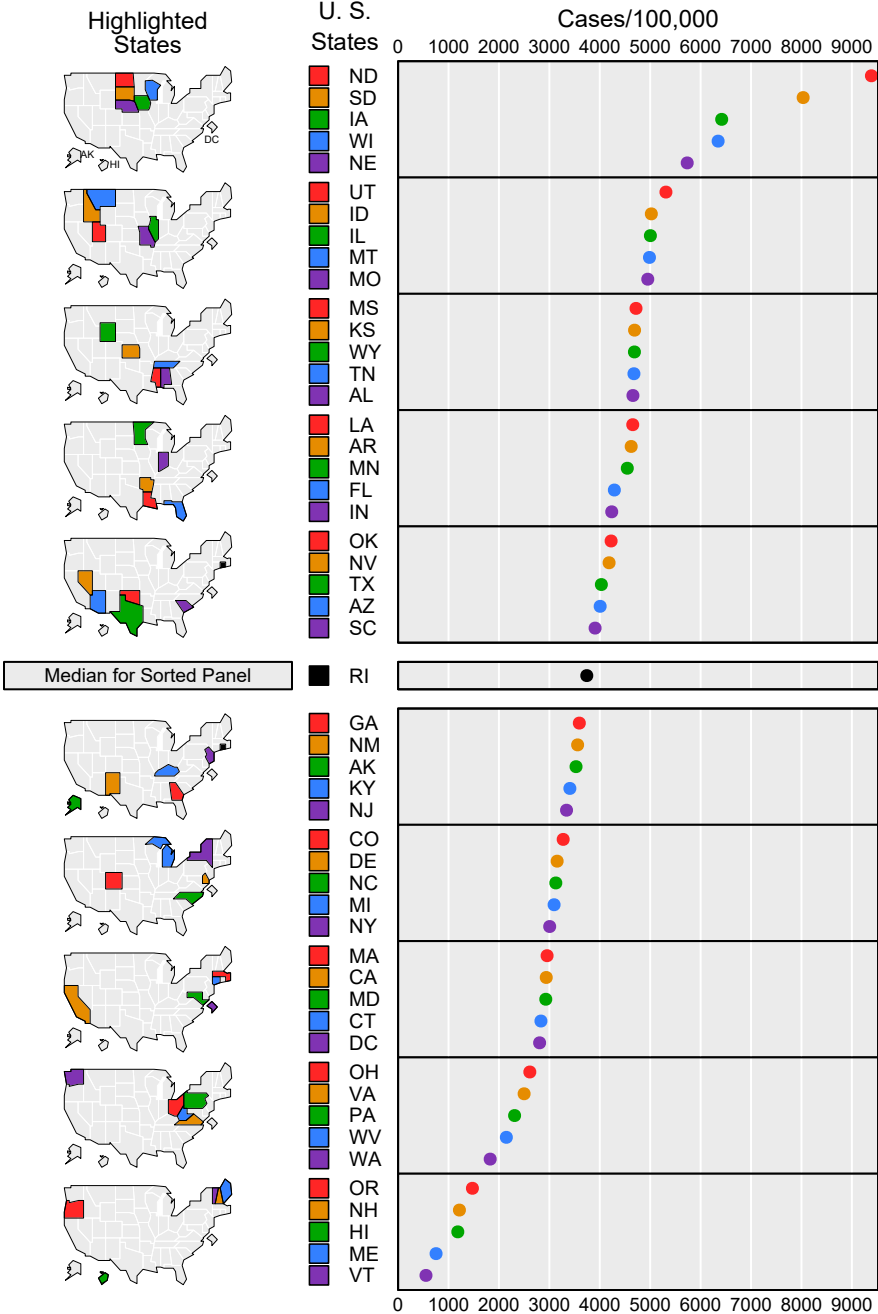 Highlighted
States
U. S.
States
Cases/100,000
0 1000 2000 3000 4000 5000 6000 7000 8000 9000
AK
HI
DC
ND
SD
IA
WI
NE
UT
ID
IL
MT
MO
MS
KS
WY
TN
AL
LA
AR
MN
FL
IN
OK
NV
TX
AZ
SC
Median for Sorted Panel
RI
GA
NM
AK
KY
NJ
CO
DE
NC
MI
NY
MA
CA
MD
CT
DC
OH
VA
PA
WV
WA
OR
NH
HI
ME
VT
0 1000 2000 3000 4000 5000 6000 7000 8000 9000